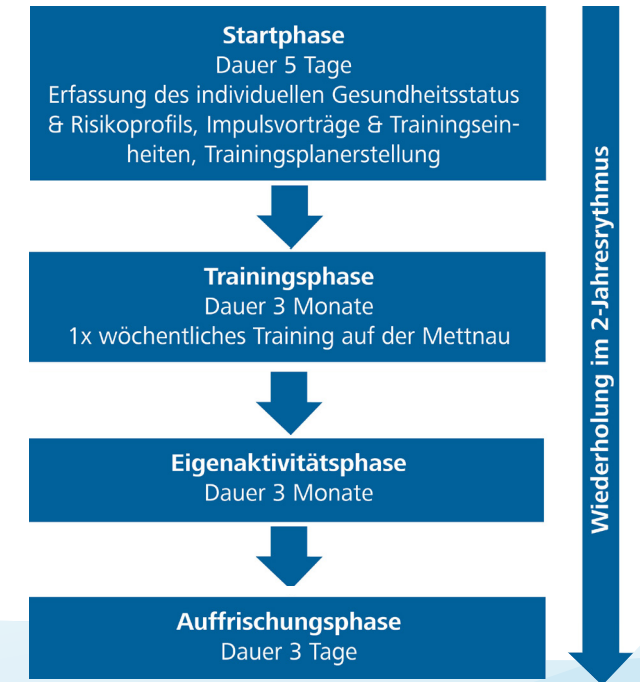 Startphase
Dauer 5 Tage
Erfassung des individuellen Gesundheitsstatus
& Risikoprofils, Impulsvorträge & Trainingsein-
heiten, Trainingsplanerstellung
Trainingsphase
Dauer 3 Monate
1x wöchentliches Training auf der Mettnau
Eigenaktivitätsphase
Dauer 3 Monate
Auffrischungsphase
Dauer 3 Tage
Wiederholung im 2-Jahresrythmus